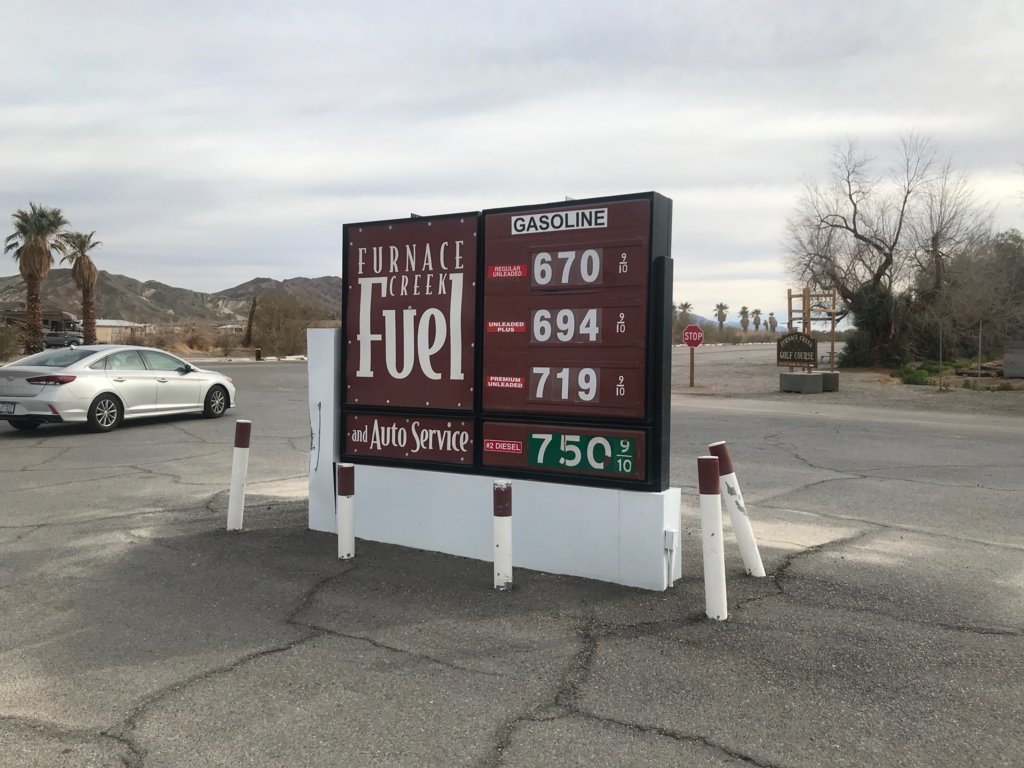 FURNACE
CREEK
Fuel
and Auto Service
GASOLINE
REGULAR
UNLEADED
670 9/10
UNLEADED
PLUS
694 9/10
PREMIUM
UNLEADED
719 9/10
#2 DIESEL
750 9/10
STOP
FURNACE CREEK
GOLF COURSE